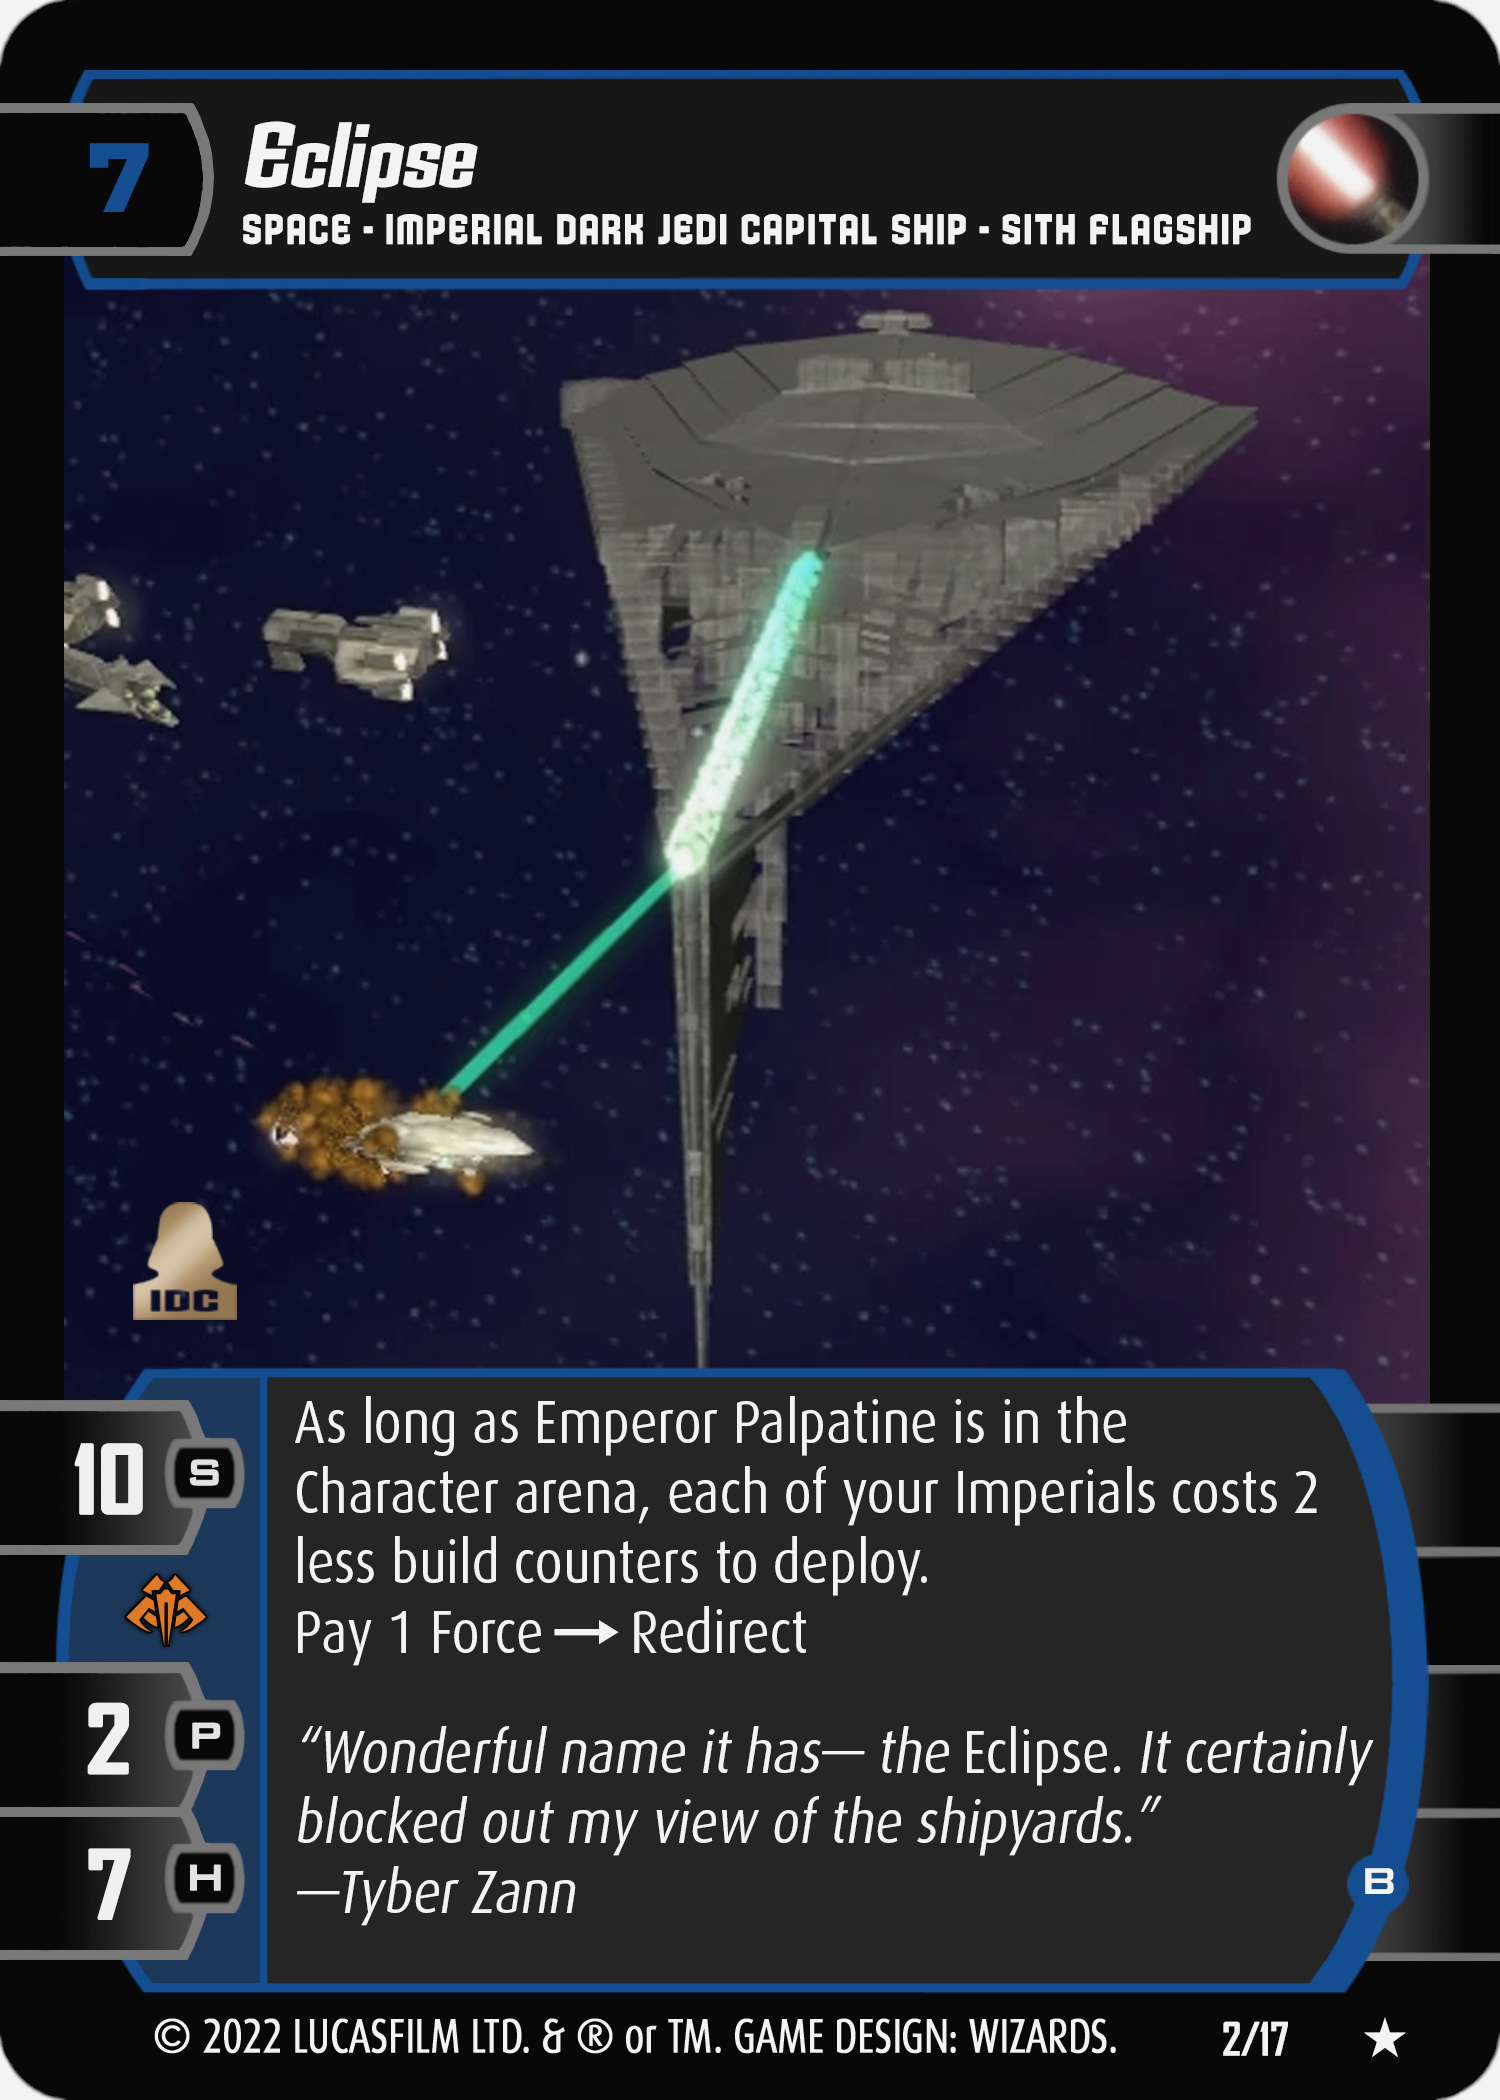 7
Eclipse
SPACE - IMPERIAL DARK JEDI CAPITAL SHIP - SITH FLAGSHIP
IDC
10 S
As long as Emperor Palpatine is in the
Character arena, each of your Imperials costs 2
less build counters to deploy.
Pay 1 Force → Redirect
2 P
“Wonderful name it has— the Eclipse. It certainly
blocked out my view of the shipyards.”
—Tyber Zann
7 H
B
© 2022 LUCASFILM LTD. & ® or TM. GAME DESIGN: WIZARDS.
2/17 ★